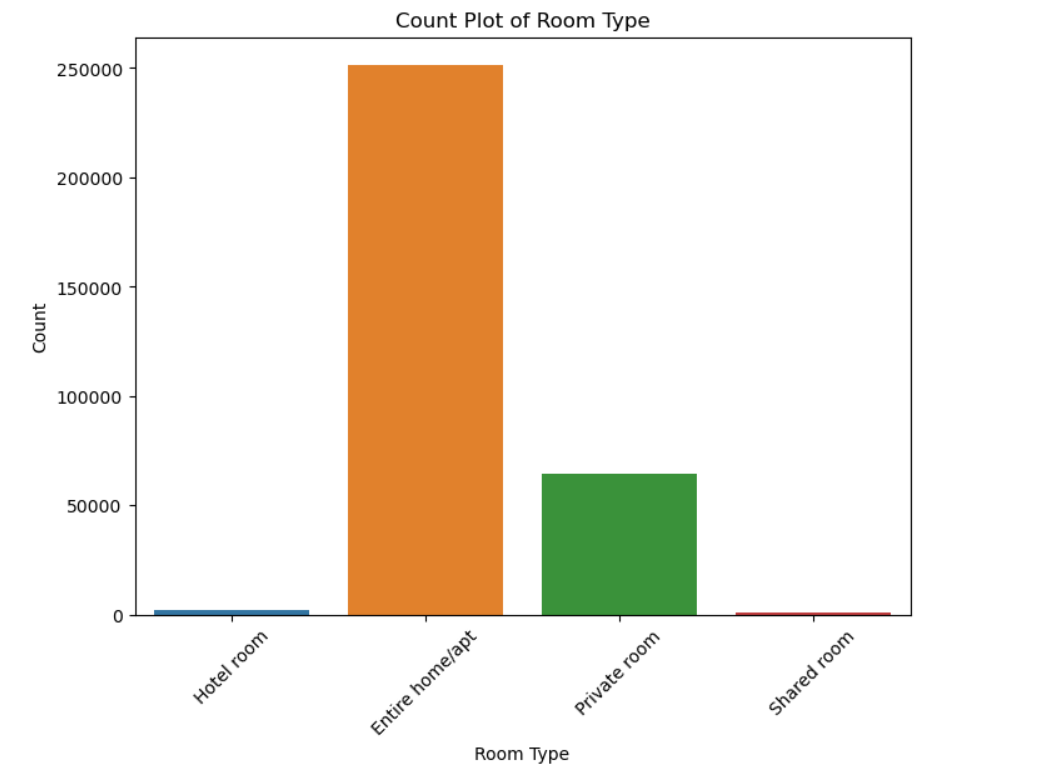 Count Plot of Room Type
250000
200000
150000
100000
50000
0
Count
Hotel room
Entire home/apt
Private room
Shared room
Room Type